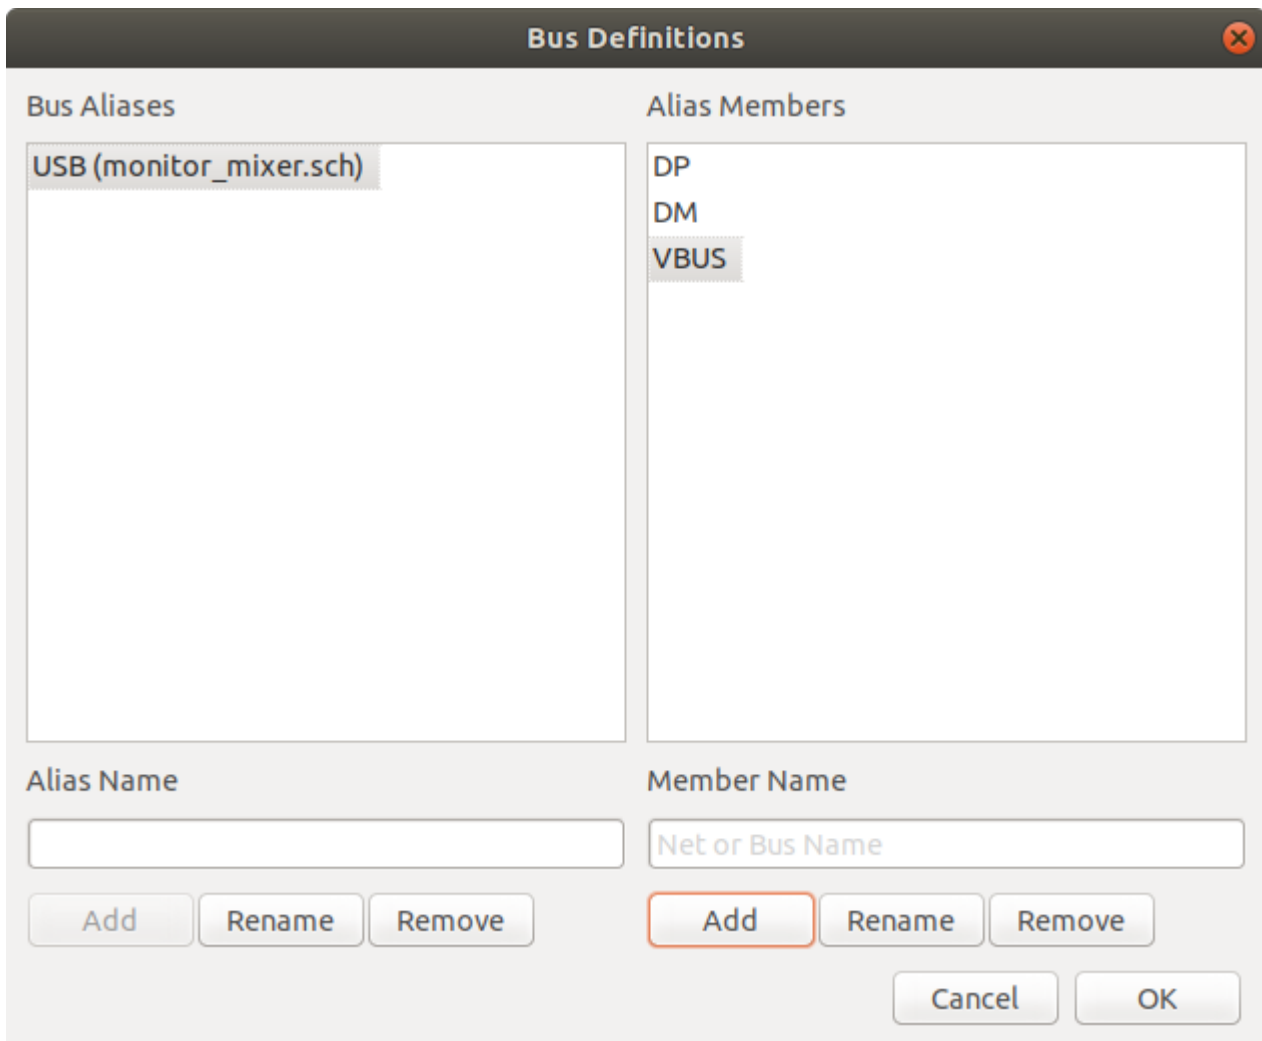 Bus Definitions
Bus Aliases
Alias Members
USB (monitor_mixer.sch)
DP
DM
VBUS
Alias Name
Member Name
Net or Bus Name
Add Rename Remove
Add Rename Remove
Cancel OK